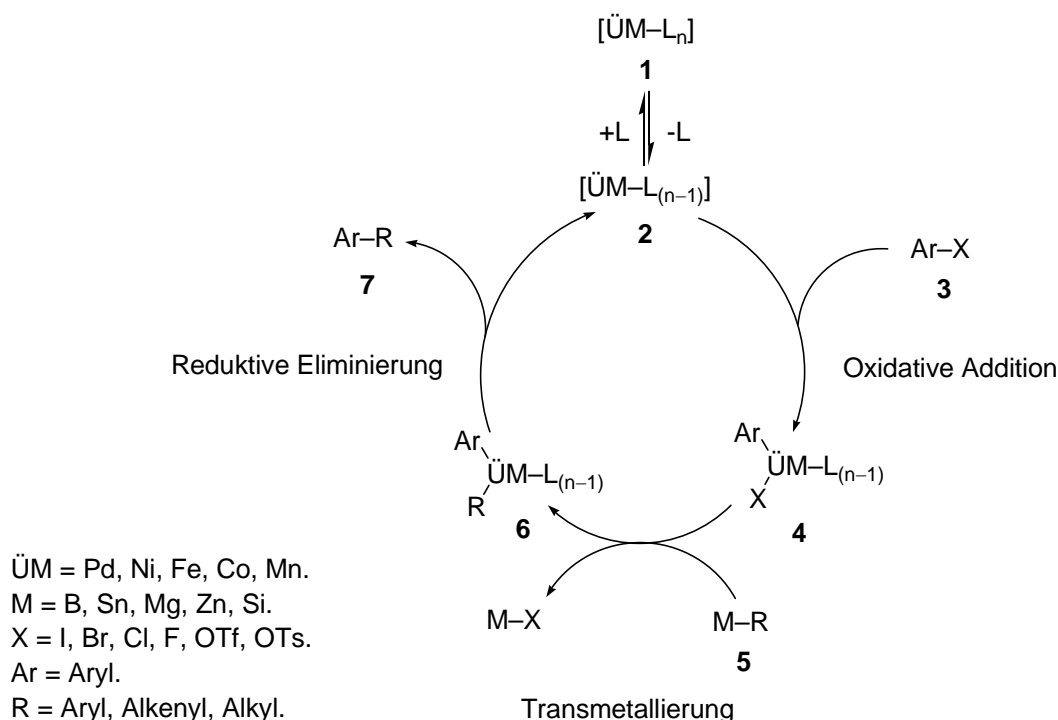 [ÜM–Lₙ]
1
+L -L
[ÜM–L₍ₙ₋₁₎]
2
Ar–R
7
Ar–X
3
Reduktive Eliminierung
Oxidative Addition
Ar
ÜM–L₍ₙ₋₁₎
R
6
Ar
ÜM–L₍ₙ₋₁₎
X
4
M–X
M–R
5
Transmetallierung
ÜM = Pd, Ni, Fe, Co, Mn.
M = B, Sn, Mg, Zn, Si.
X = I, Br, Cl, F, OTf, OTs.
Ar = Aryl.
R = Aryl, Alkenyl, Alkyl.